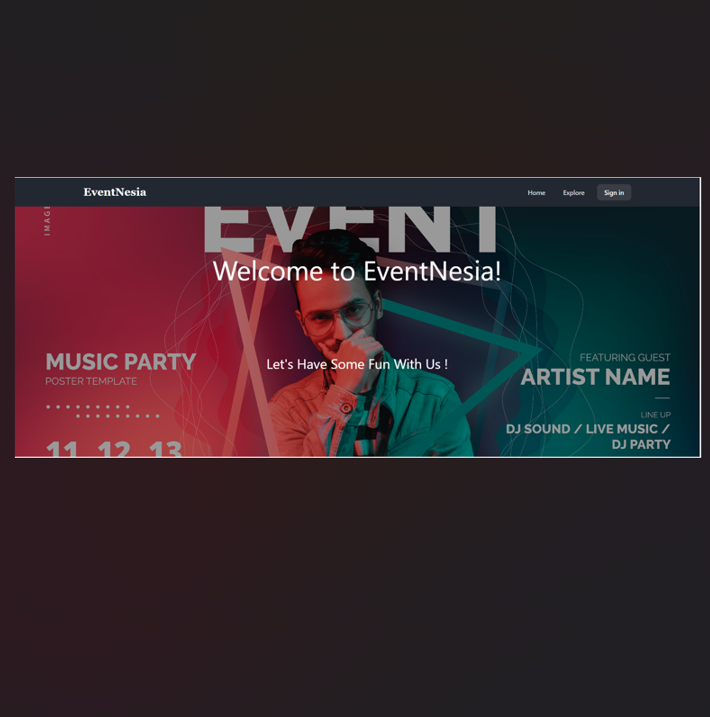 EventNesia
Home
Explore
Sign in
IMAGE
EVENT
Welcome to EventNesia!
MUSIC PARTY
POSTER TEMPLATE
Let's Have Some Fun With Us !
FEATURING GUEST
ARTIST NAME
LINE UP
DJ SOUND / LIVE MUSIC /
DJ PARTY
11 12 13